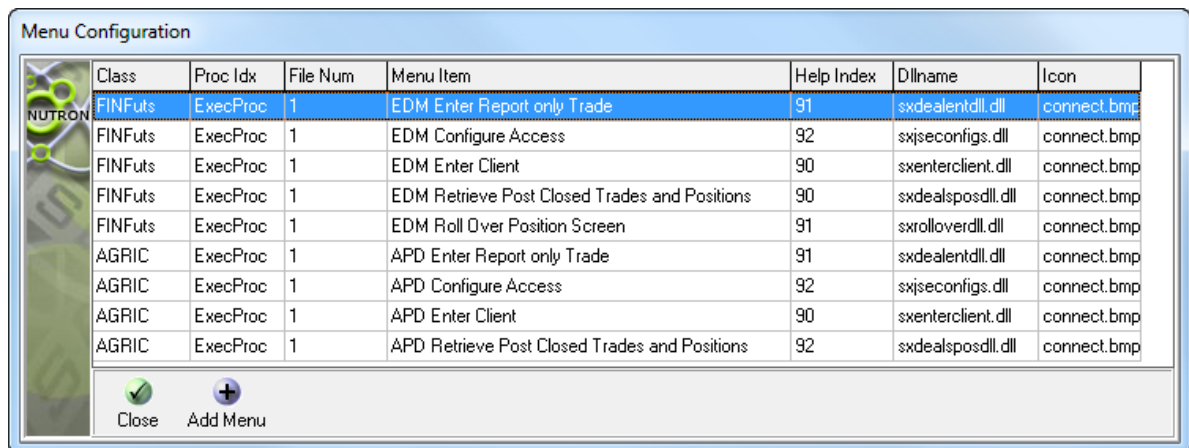 Menu Configuration
Class Proc Idx File Num Menu Item Help Index Dllname Icon
FINFuts ExecProc 1 EDM Enter Report only Trade 91 sxdealentdll.dll connect.bmp
NUTRON
FINFuts ExecProc 1 EDM Configure Access 92 sxjseconfigs.dll connect.bmp
FINFuts ExecProc 1 EDM Enter Client 90 sxenterclient.dll connect.bmp
FINFuts ExecProc 1 EDM Retrieve Post Closed Trades and Positions 90 sxdealsposdll.dll connect.bmp
FINFuts ExecProc 1 EDM Roll Over Position Screen 91 sxrolloverdll.dll connect.bmp
AGRIC ExecProc 1 APD Enter Report only Trade 91 sxdealentdll.dll connect.bmp
AGRIC ExecProc 1 APD Configure Access 92 sxjseconfigs.dll connect.bmp
AGRIC ExecProc 1 APD Enter Client 90 sxenterclient.dll connect.bmp
AGRIC ExecProc 1 APD Retrieve Post Closed Trades and Positions 92 sxdealsposdll.dll connect.bmp
Close Add Menu